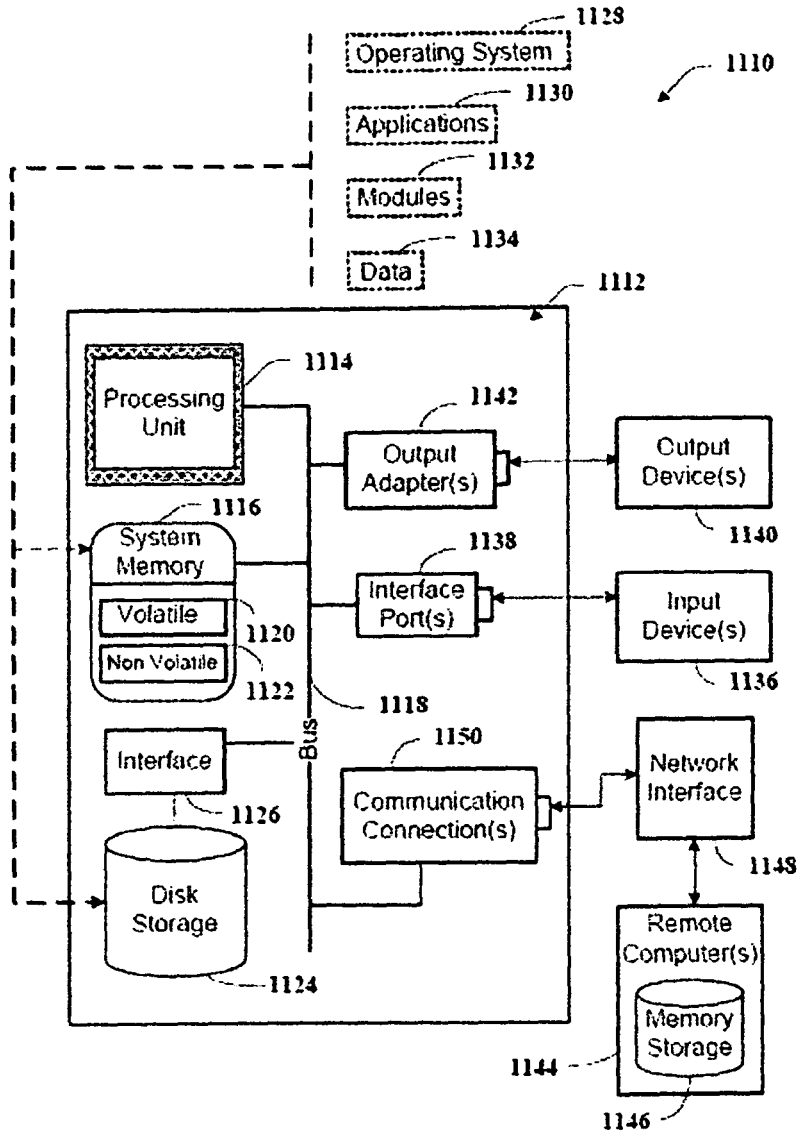 1128
Operating System
1110
1130
Applications
1132
Modules
1134
Data
1112
1114
Processing
Unit
1142
Output
Adapter(s)
Output
Device(s)
1140
1116
System
Memory
1138
Interface
Port(s)
Input
Device(s)
1136
Volatile
1120
Non Volatile
1122
1118
Bus
1150
Interface
1126
Communication
Connection(s)
Network
Interface
1148
Disk
Storage
1124
Remote
Computer(s)
Memory
Storage
1144
1146